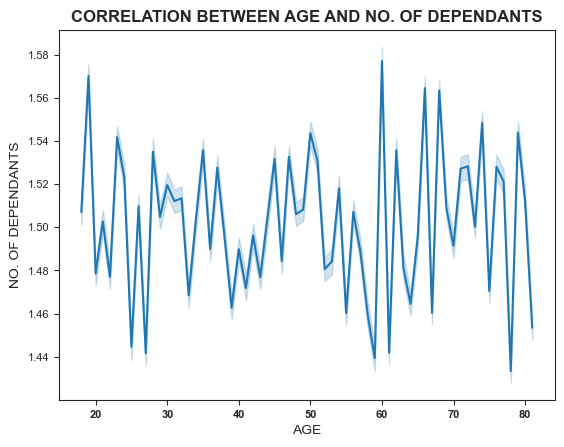 CORRELATION BETWEEN AGE AND NO. OF DEPENDANTS
1.58
1.56
1.54
1.52
1.50
1.48
1.46
1.44
NO. OF DEPENDANTS
20 30 40 50 60 70 80
AGE